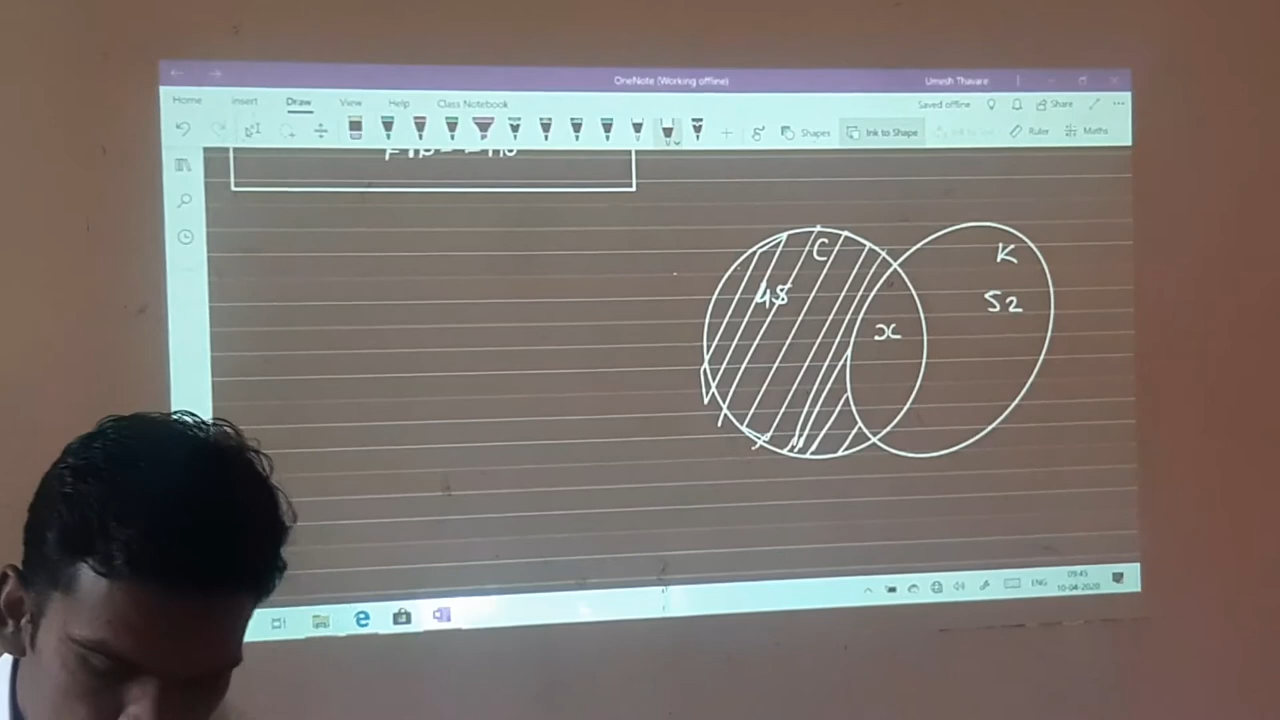 OneNote (Working offline)
Umesh Thavare
Home Insert Draw View Help Class Notebook
Saved offline
Share
Shapes
Ink to Shape
Ruler
Maths
C
K
48
52
x
ENG
09:45
10-04-2020